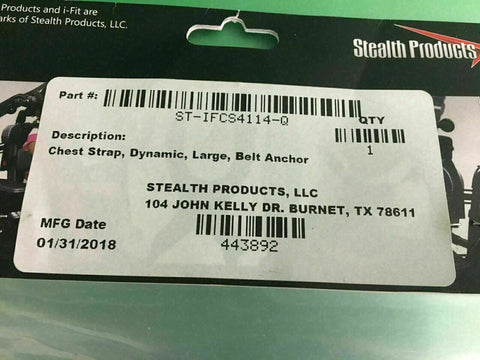 Products and i-Fit are
arks of Stealth Products, LLC.
Stealth Products
Part #:
ST-IFCS4114-Q
QTY
1
Description:
Chest Strap, Dynamic, Large, Belt Anchor
STEALTH PRODUCTS, LLC
104 JOHN KELLY DR. BURNET, TX 78611
MFG Date
01/31/2018
443892